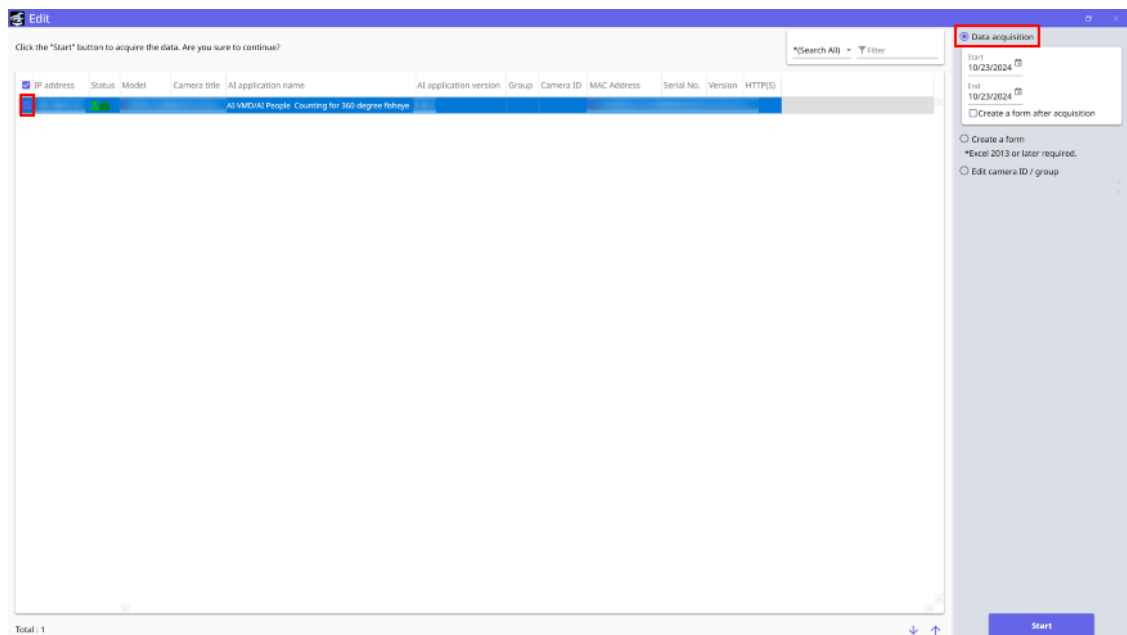 Edit
Click the "Start" button to acquire the data. Are you sure to continue?
*(Search All) Filter
IP address Status Model Camera title AI application name AI application version Group Camera ID MAC Address Serial No. Version HTTP(S)
AI-VMD/AI People Counting for 360-degree fisheye
Total : 1
Data acquisition
Start
10/23/2024
End
10/23/2024
Create a form after acquisition
Create a form
*Excel 2013 or later required.
Edit camera ID / group
Start